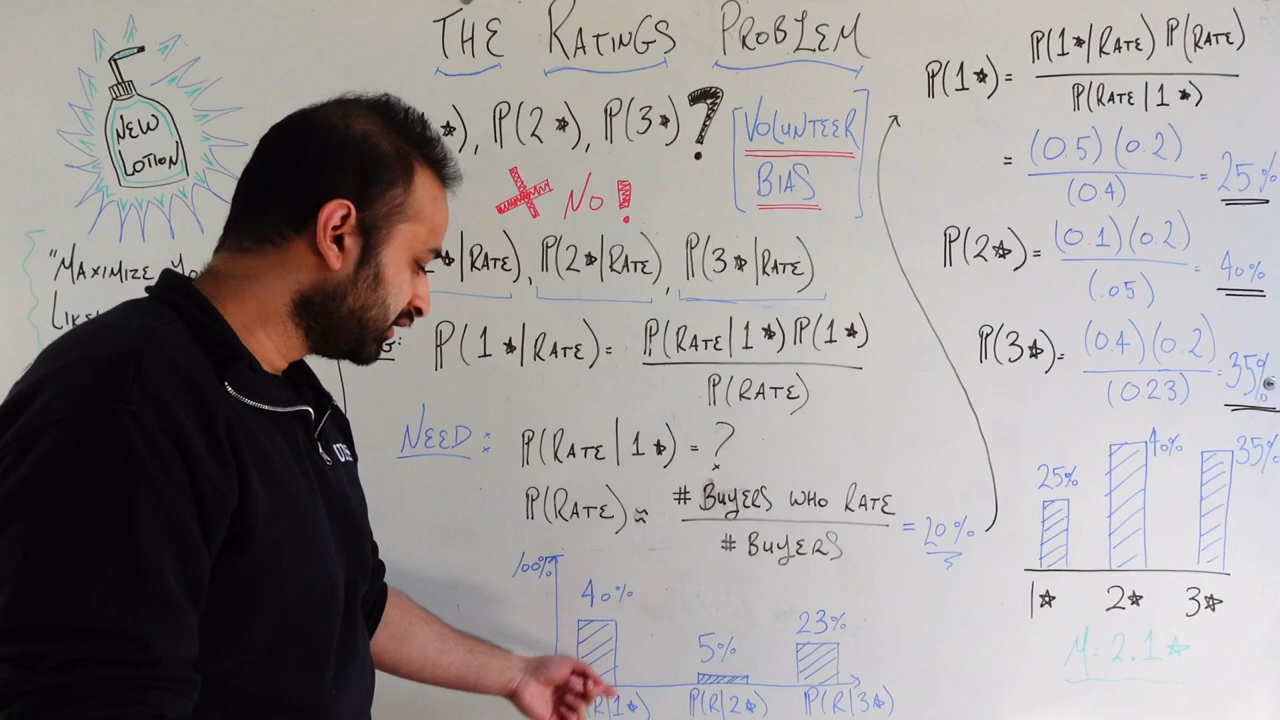 THE RATINGS PROBLEM
NEW
LOTION
), P(2★), P(3★)?
[VOLUNTEER
BIAS]
NO!
"MAXIMIZE
★|RATE), P(2★|RATE), P(3★|RATE)
P(1★|RATE) = P(RATE|1★) P(1★)
P(RATE)
NEED: P(RATE|1★) = ?
P(RATE) ≈ # BUYERS WHO RATE
# BUYERS
= 20%
100%
40%
5%
23%
R|1★) P(R|2★) P(R|3★)
P(1★) = P(1★|RATE) P(RATE)
P(RATE|1★)
= (0.5)(0.2)
(0.4)
= 25%
P(2★) = (0.1)(0.2)
(.05)
= 40%
P(3★) = (0.4)(0.2)
(0.23)
= 35%
25%
40%
35%
1★ 2★ 3★
M: 2.1★